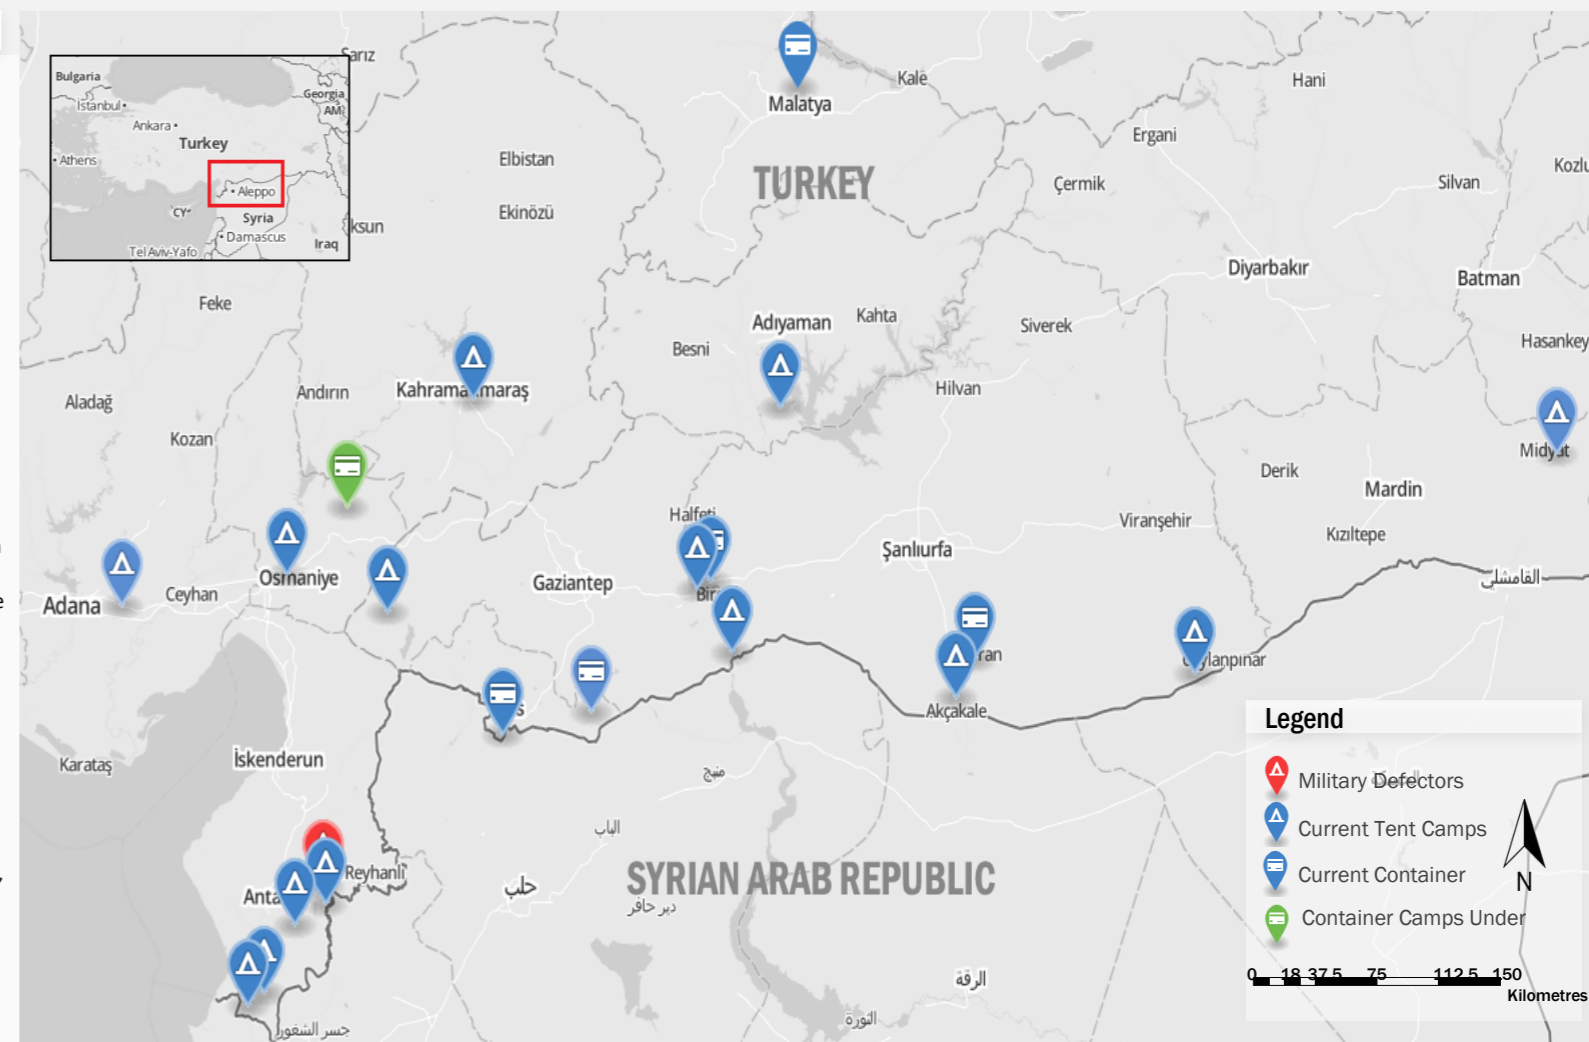 Sarız
Bulgaria
Georgia
Istanbul
AM
Ankara
Turkey
Athens
Aleppo
CY
Syria
Damascus
Tel Aviv-Yafo
Iraq
Malatya
Kale
Hani
Ergani
Elbistan
TURKEY
Çermik
Silvan
Ekinözü
Diyarbakır
Batman
Feke
Adıyaman
Kahta
Siverek
Besni
Hasankey
Andırın
Hilvan
Aladağ
Kozan
Midyat
Derik
Mardin
Halfeti
Viranşehir
Kızıltepe
Şanlıurfa
Osmaniye
Gaziantep
القامشلي
Ceyhan
Adana
Akçakale
İskenderun
Karataş
منبج
الباب
Reyhanlı
حلب
SYRIAN ARAB REPUBLIC
دير حافر
الرقة
الثورة
جسر الشغور
Legend
Military Defectors
Current Tent Camps
Current Container
Container Camps Under
N
0 18 37.5 75 112.5 150
Kilometres